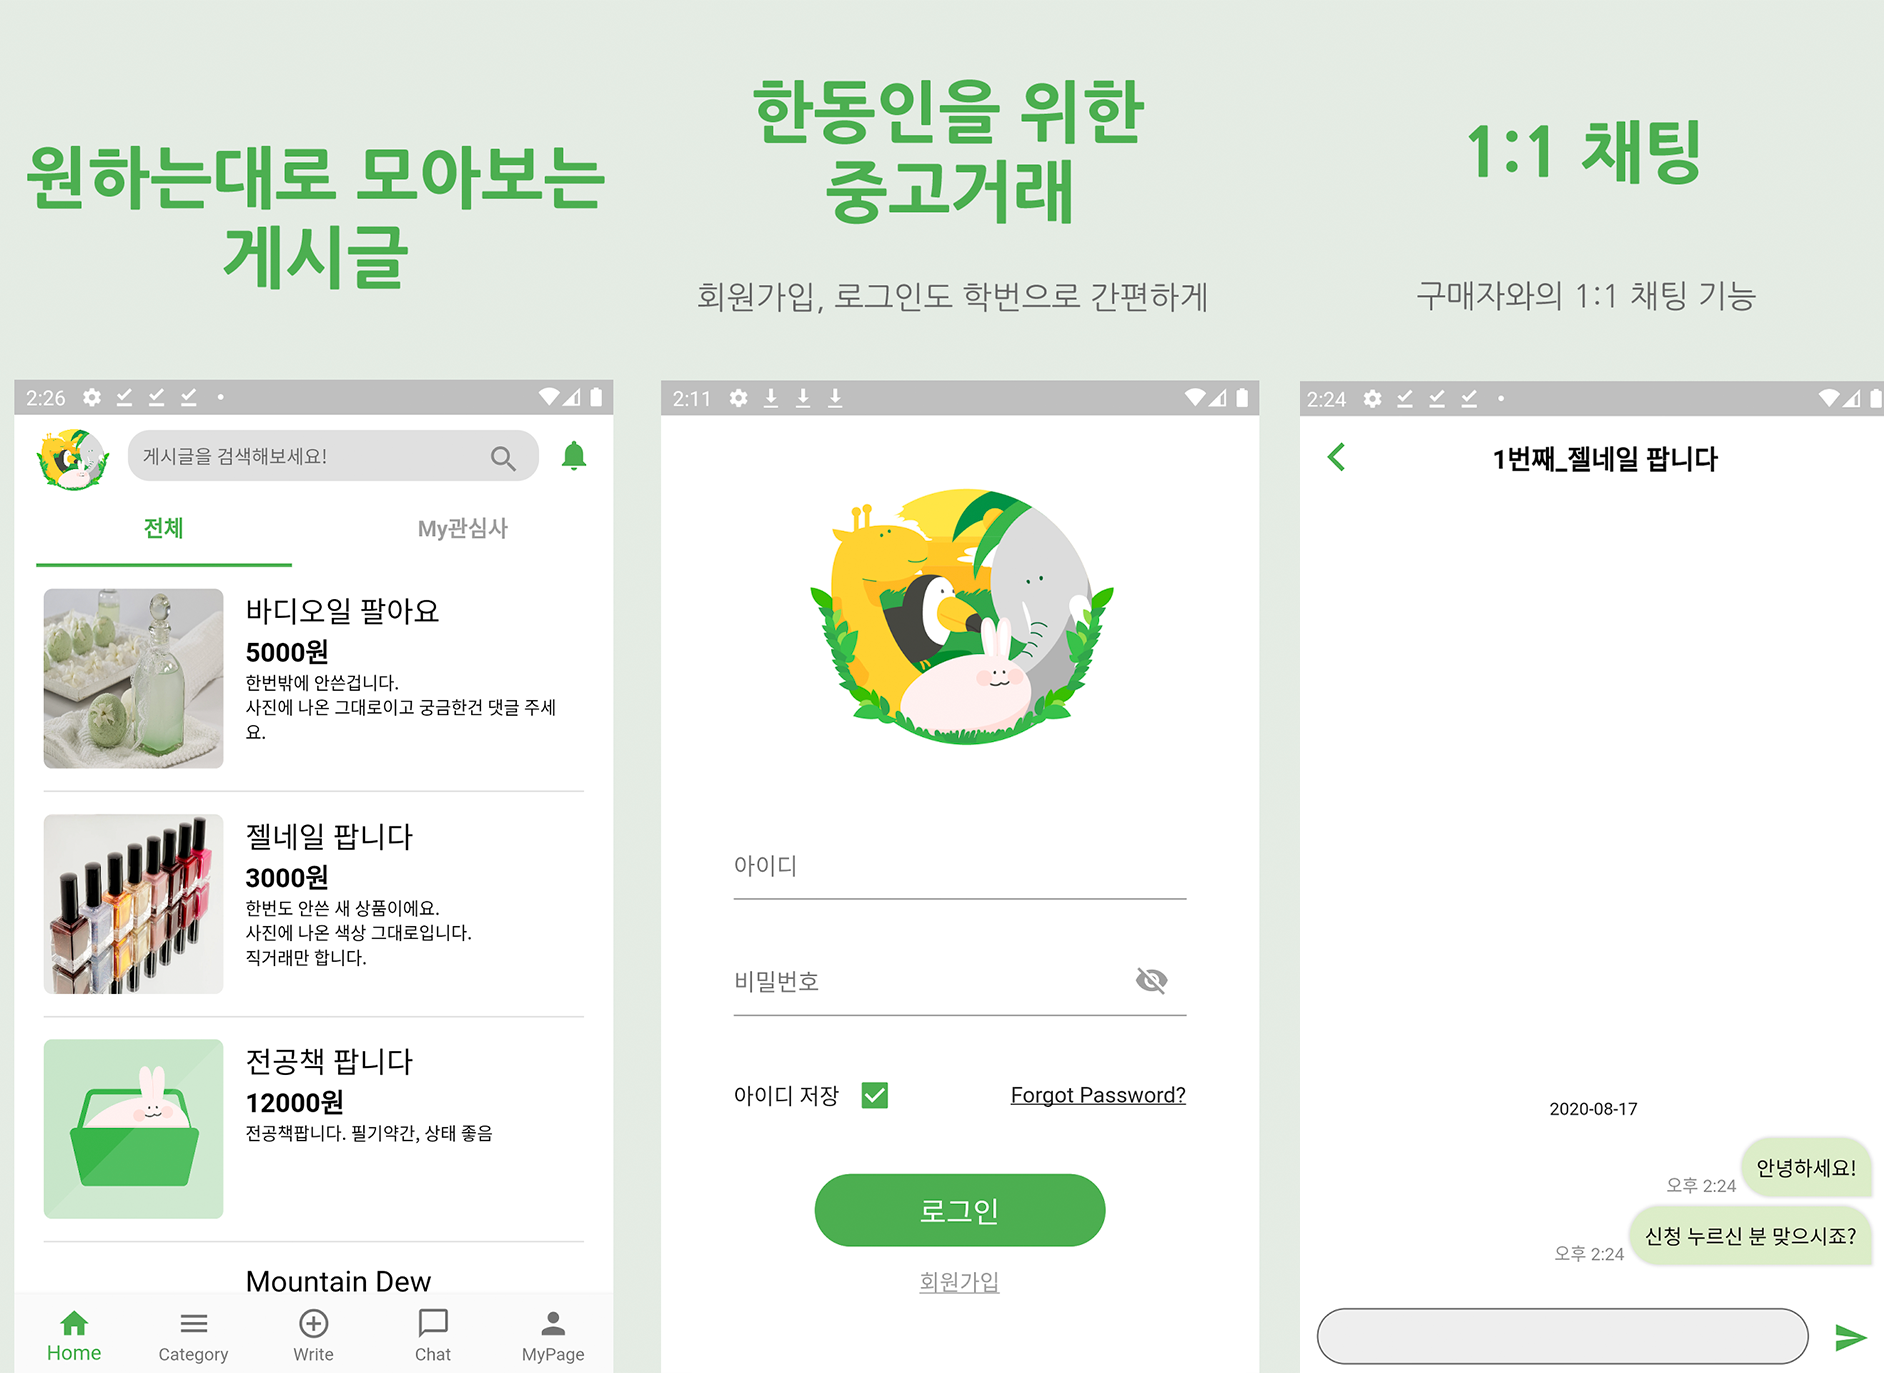 원하는대로 모아보는
게시글
2:26
게시글을 검색해보세요!
전체
My관심사
바디오일 팔아요
5000원
한번밖에 안쓴겁니다.
사진에 나온 그대로이고 궁금한건 댓글 주세
요.
젤네일 팝니다
3000원
한번도 안쓴 새 상품이에요.
사진에 나온 색상 그대로입니다.
직거래만 합니다.
전공책 팝니다
12000원
전공책팝니다. 필기약간, 상태 좋음
Mountain Dew
Home
Category
Write
Chat
MyPage
한동인을 위한
중고거래
회원가입, 로그인도 학번으로 간편하게
2:11
아이디
비밀번호
아이디 저장
Forgot Password?
로그인
회원가입
1:1 채팅
구매자와의 1:1 채팅 기능
2:24
1번째_젤네일 팝니다
2020-08-17
안녕하세요!
오후 2:24
신청 누르신 분 맞으시죠?
오후 2:24